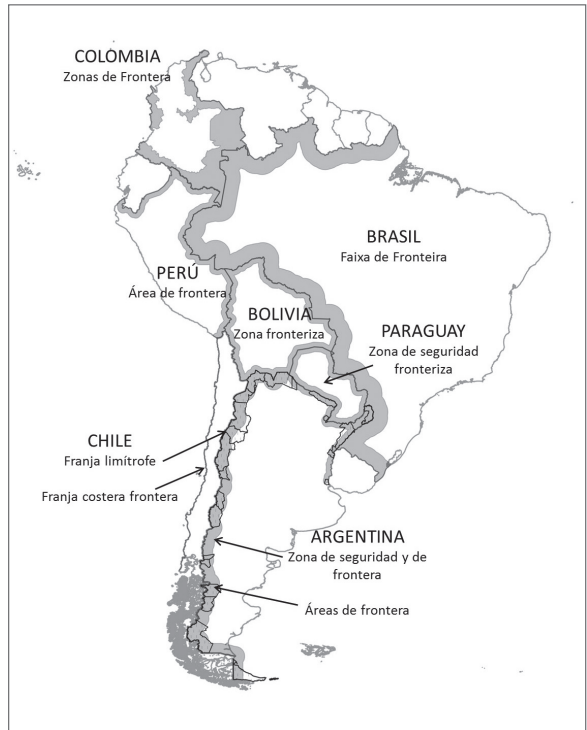 COLOMBIA
Zonas de Frontera
BRASIL
Faixa de Fronteira
PERÚ
Área de frontera
BOLIVIA
Zona fronteriza
PARAGUAY
Zona de seguridad
fronteriza
CHILE
Franja limítrofe
Franja costera frontera
ARGENTINA
Zona de seguridad y de
frontera
Áreas de frontera